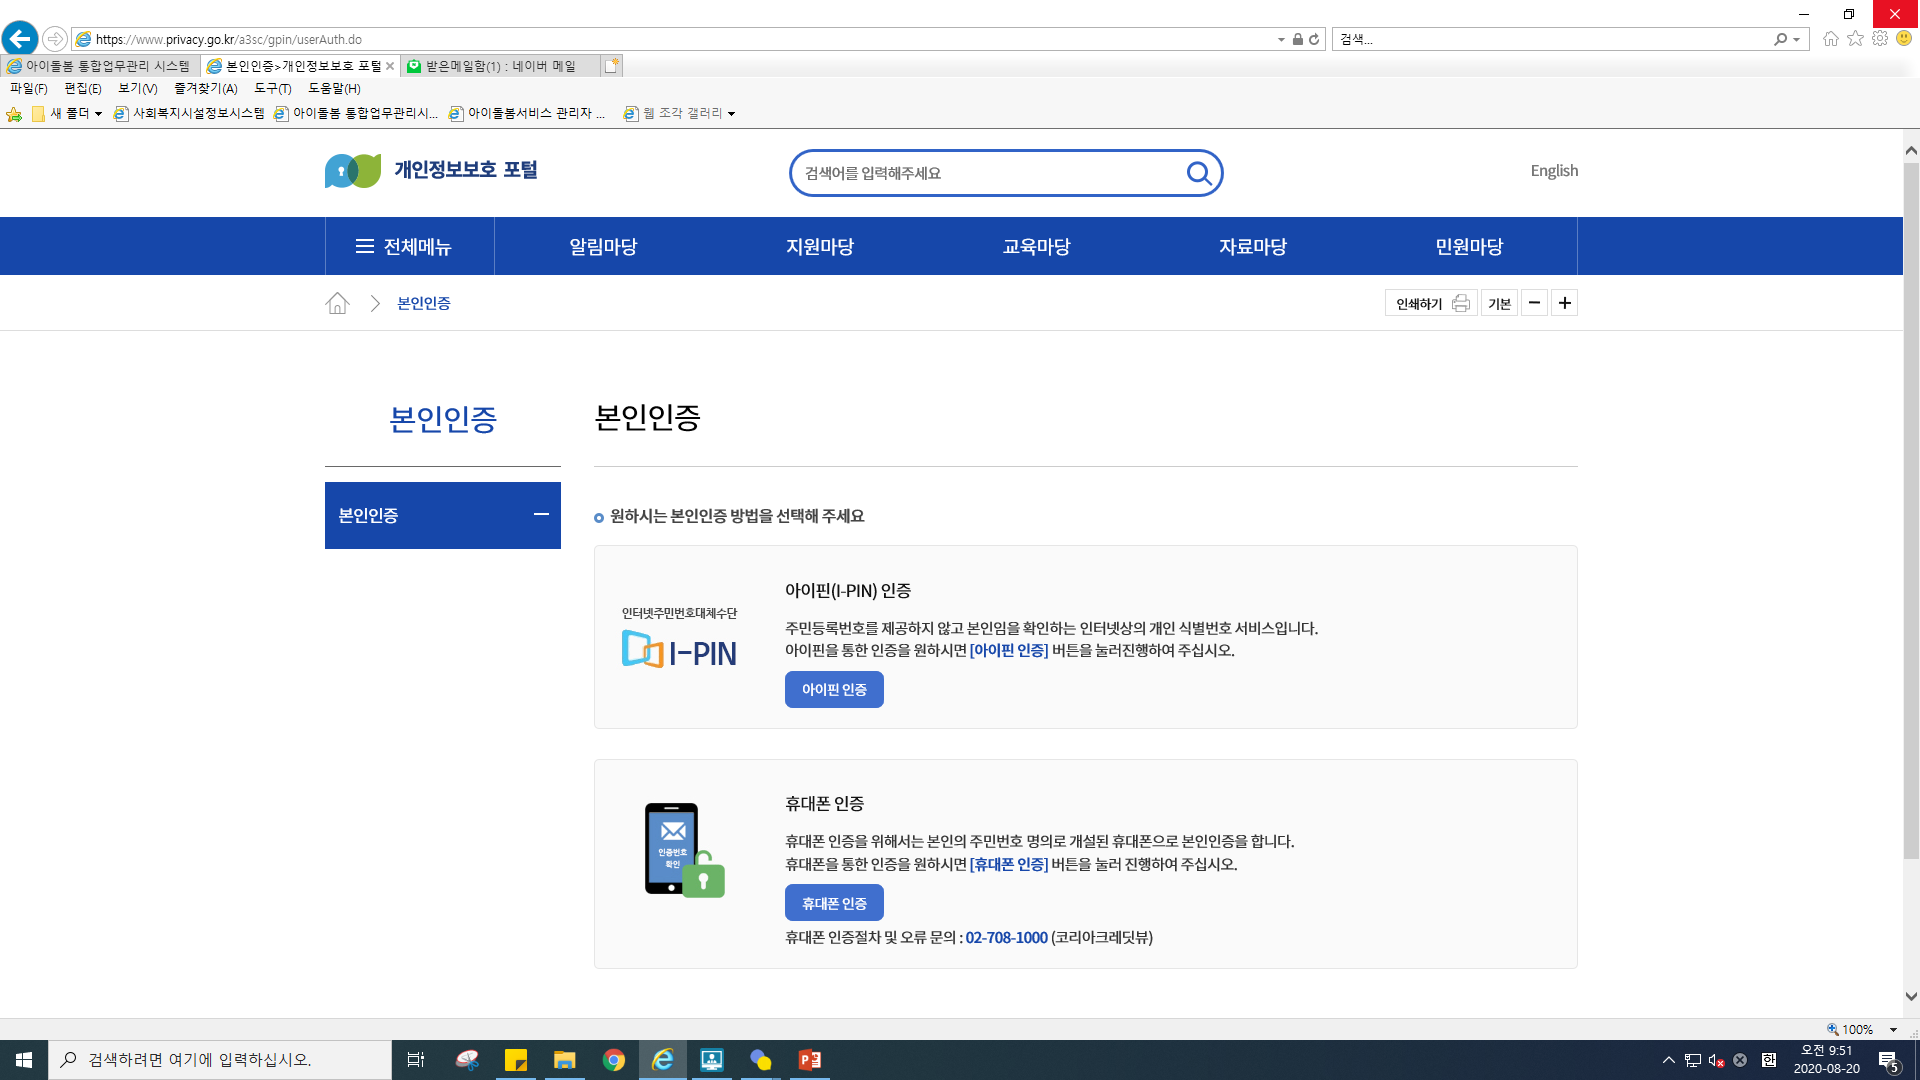 https://www.privacy.go.kr/a3sc/gpin/userAuth.do
검색...
아이돌봄 통합업무관리 시스템
본인인증>개인정보보호 포털
받은메일함(1) : 네이버 메일
파일(F) 편집(E) 보기(V) 즐겨찾기(A) 도구(T) 도움말(H)
새 폴더 사회복지시설정보시스템 아이돌봄 통합업무관리시... 아이돌봄서비스 관리자 ... 웹 조각 갤러리
개인정보보호 포털
검색어를 입력해주세요
English
전체메뉴 알림마당 지원마당 교육마당 자료마당 민원마당
본인인증
인쇄하기 기본
본인인증
본인인증
본인인증
원하시는 본인인증 방법을 선택해 주세요
인터넷주민번호대체수단
I-PIN
아이핀(I-PIN) 인증
주민등록번호를 제공하지 않고 본인임을 확인하는 인터넷상의 개인 식별번호 서비스입니다.
아이핀을 통한 인증을 원하시면 [아이핀 인증] 버튼을 눌러진행하여 주십시오.
아이핀 인증
인증번호
확인
휴대폰 인증
휴대폰 인증을 위해서는 본인의 주민번호 명의로 개설된 휴대폰으로 본인인증을 합니다.
휴대폰을 통한 인증을 원하시면 [휴대폰 인증] 버튼을 눌러 진행하여 주십시오.
휴대폰 인증
휴대폰 인증절차 및 오류 문의 : 02-708-1000 (코리아크레딧뷰)
100%
검색하려면 여기에 입력하십시오.
한
오전 9:51
2020-08-20
5